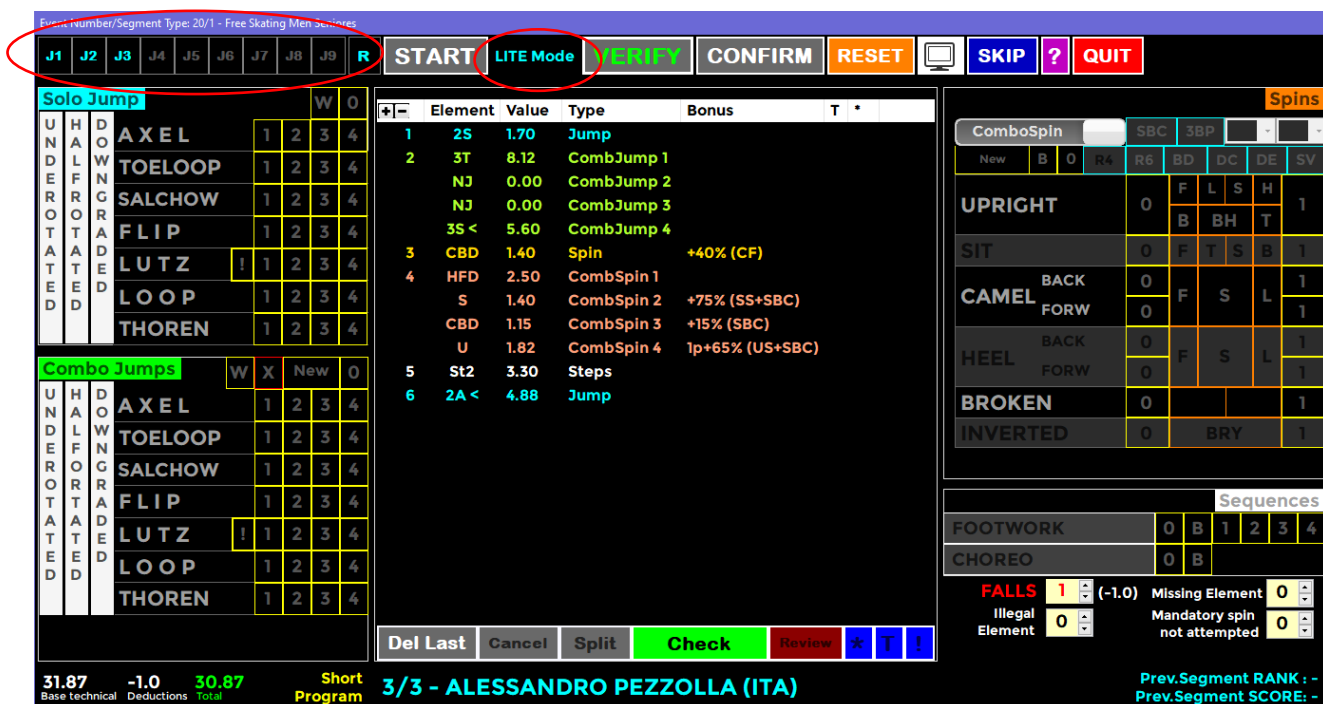 Event Number/Segment Type: 20/1 - Free Skating Men Seniores
J1 J2 J3 J4 J5 J6 J7 J8 J9 R START LITE Mode VERIFY CONFIRM RESET SKIP ? QUIT
Solo Jump W 0
UNDERROTATED HALFROTATED DOWNGRADED
AXEL 1 2 3 4
TOELOOP 1 2 3 4
SALCHOW 1 2 3 4
FLIP 1 2 3 4
LUTZ ! 1 2 3 4
LOOP 1 2 3 4
THOREN 1 2 3 4
Combo Jumps W X New 0
UNDERROTATED HALFORRATED DOWNGRADED
AXEL 1 2 3 4
TOELOOP 1 2 3 4
SALCHOW 1 2 3 4
FLIP 1 2 3 4
LUTZ ! 1 2 3 4
LOOP 1 2 3 4
THOREN 1 2 3 4
+ - Element Value Type Bonus T *
1 2S 1.70 Jump
2 3T 8.12 CombJump 1
NJ 0.00 CombJump 2
NJ 0.00 CombJump 3
3S < 5.60 CombJump 4
3 CBD 1.40 Spin +40% (CF)
4 HFD 2.50 CombSpin 1
S 1.40 CombSpin 2 +75% (SS+SBC)
CBD 1.15 CombSpin 3 +15% (SBC)
U 1.82 CombSpin 4 1p+65% (US+SBC)
5 St2 3.30 Steps
6 2A < 4.88 Jump
Del Last Cancel Split Check Review * T !
Spins
ComboSpin SBC 3BP
New B 0 R4 R6 BD DC DE SV
UPRIGHT 0 F L S H 1
B BH T
SIT 0 F T S B 1
CAMEL BACK 0 F S L 1
FORW 0 1
HEEL BACK 0 F S L 1
FORW 0 1
BROKEN 0 1
INVERTED 0 BRY 1
Sequences
FOOTWORK 0 B 1 2 3 4
CHOREO 0 B
FALLS 1 (-1.0) Missing Element 0
Illegal Element 0 Mandatory spin not attempted 0
31.87 -1.0 30.87 Short
Base technical Deductions Total Program
3/3 - ALESSANDRO PEZZOLLA (ITA)
Prev.Segment RANK : -
Prev.Segment SCORE: -